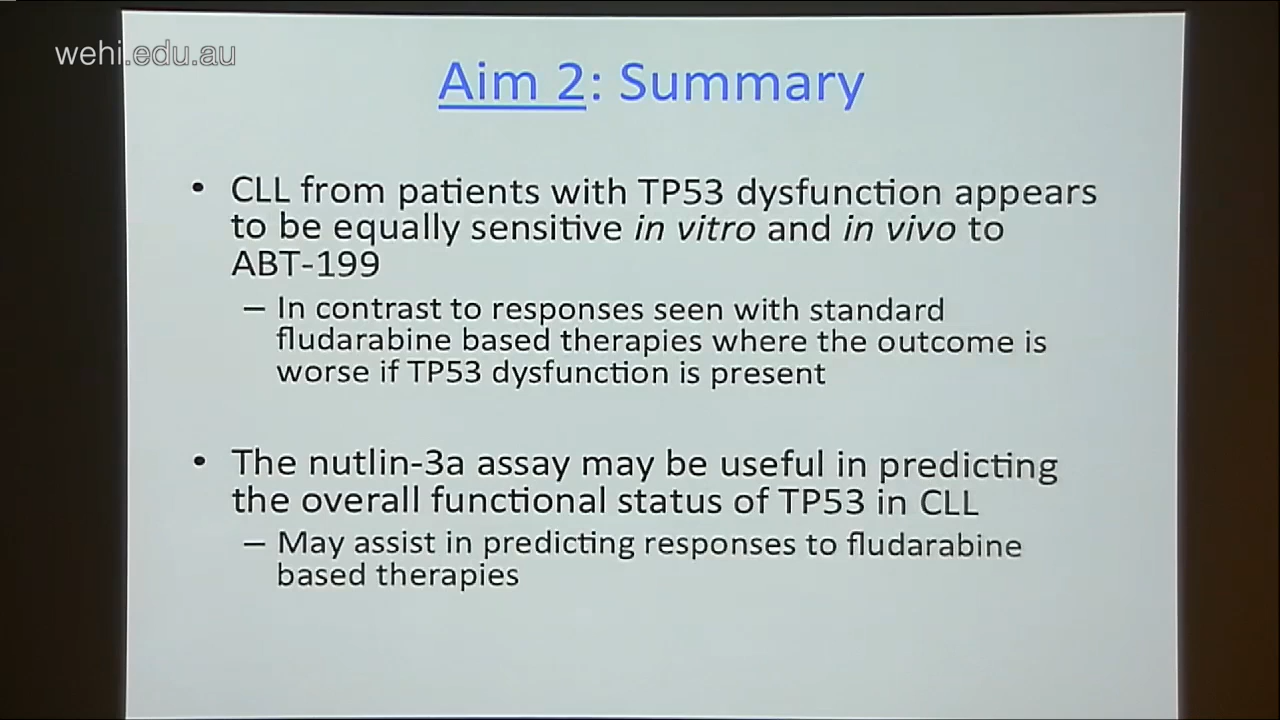 wehi.edu.au
Aim 2: Summary
• CLL from patients with TP53 dysfunction appears
to be equally sensitive in vitro and in vivo to
ABT-199
– In contrast to responses seen with standard
fludarabine based therapies where the outcome is
worse if TP53 dysfunction is present
• The nutlin-3a assay may be useful in predicting
the overall functional status of TP53 in CLL
– May assist in predicting responses to fludarabine
based therapies